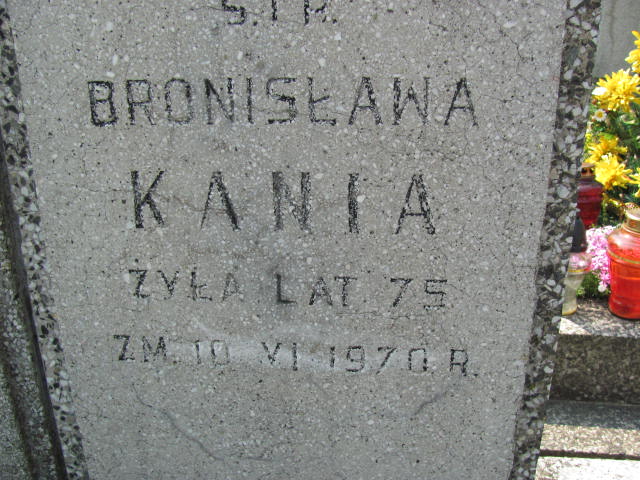 Ś.I P.
BRONISŁAWA
KANIA
ŻYŁA LAT 75
ZM. 10 VI 1970 R.